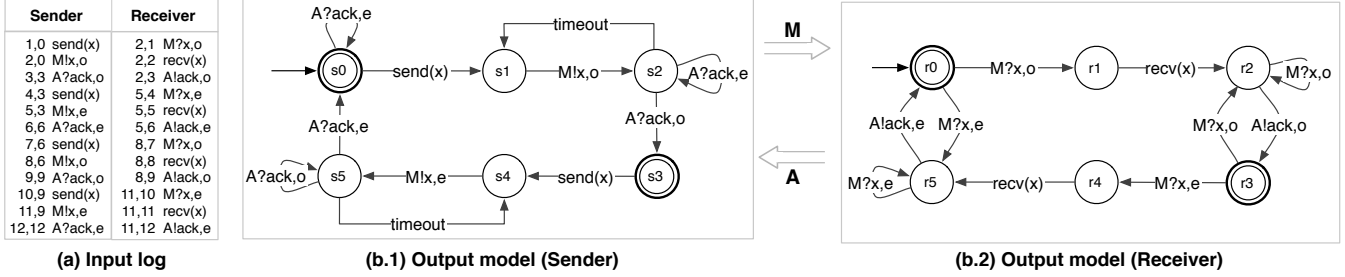 Sender Receiver
1,0 send(x) 2,1 M?x,o
2,0 M!x,o 2,2 recv(x)
3,3 A?ack,o 2,3 A!ack,o
4,3 send(x) 5,4 M?x,e
5,3 M!x,e 5,5 recv(x)
6,6 A?ack,e 5,6 A!ack,e
7,6 send(x) 8,7 M?x,o
8,6 M!x,o 8,8 recv(x)
9,9 A?ack,o 8,9 A!ack,o
10,9 send(x) 11,10 M?x,e
11,9 M!x,e 11,11 recv(x)
12,12 A?ack,e 11,12 A!ack,e
(a) Input log
A?ack,e
timeout
s0 send(x) s1 M!x,o s2 A?ack,e
A?ack,e A?ack,o
A?ack,o s5 M!x,e s4 send(x) s3
timeout
(b.1) Output model (Sender)
M
A
r0 M?x,o r1 recv(x) r2 M?x,o
A!ack,e M?x,e M?x,o A!ack,o
M?x,e r5 recv(x) r4 M?x,e r3
(b.2) Output model (Receiver)